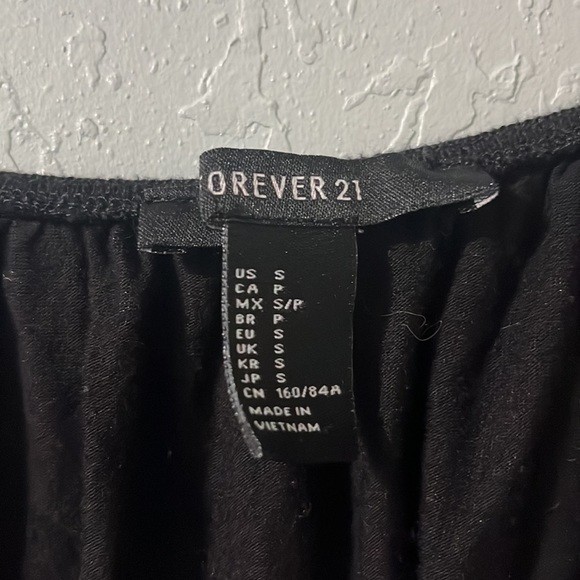 OREVER 21
US S
CA P
MX S/P
BR P
EU S
UK S
KR S
JP S
CN 160/84A
MADE IN
VIETNAM